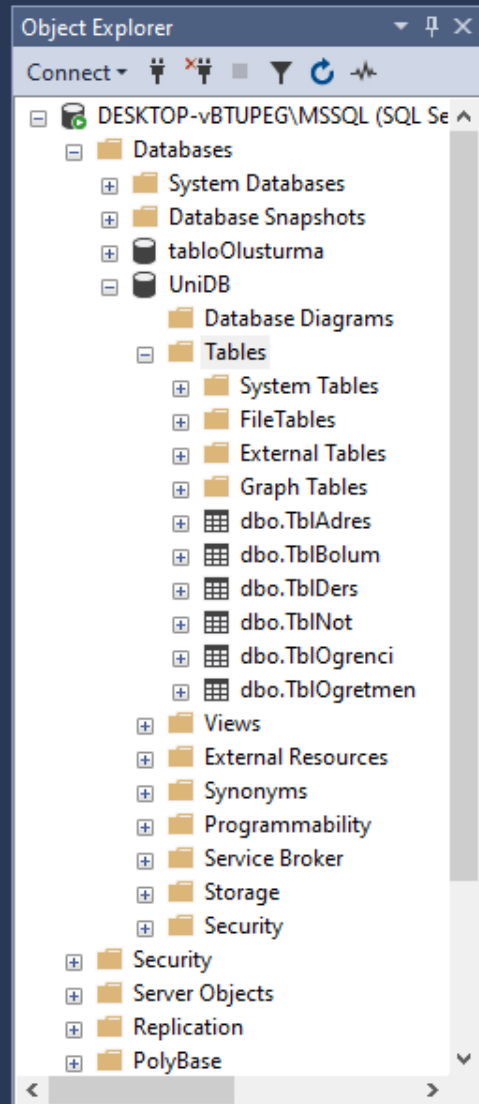 Object Explorer
Connect
DESKTOP-vBTUPEG\MSSQL (SQL Se
Databases
System Databases
Database Snapshots
tabloOlusturma
UniDB
Database Diagrams
Tables
System Tables
FileTables
External Tables
Graph Tables
dbo.TblAdres
dbo.TblBolum
dbo.TblDers
dbo.TblNot
dbo.TblOgrenci
dbo.TblOgretmen
Views
External Resources
Synonyms
Programmability
Service Broker
Storage
Security
Security
Server Objects
Replication
PolyBase